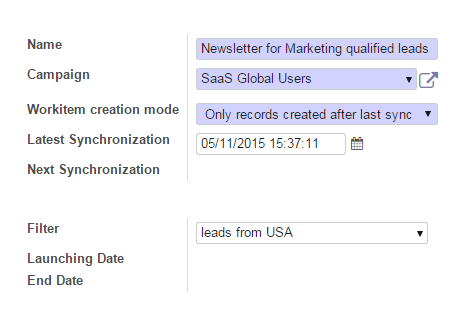 Name Newsletter for Marketing qualified leads
Campaign SaaS Global Users
Workitem creation mode Only records created after last sync
Latest Synchronization 05/11/2015 15:37:11
Next Synchronization
Filter leads from USA
Launching Date
End Date